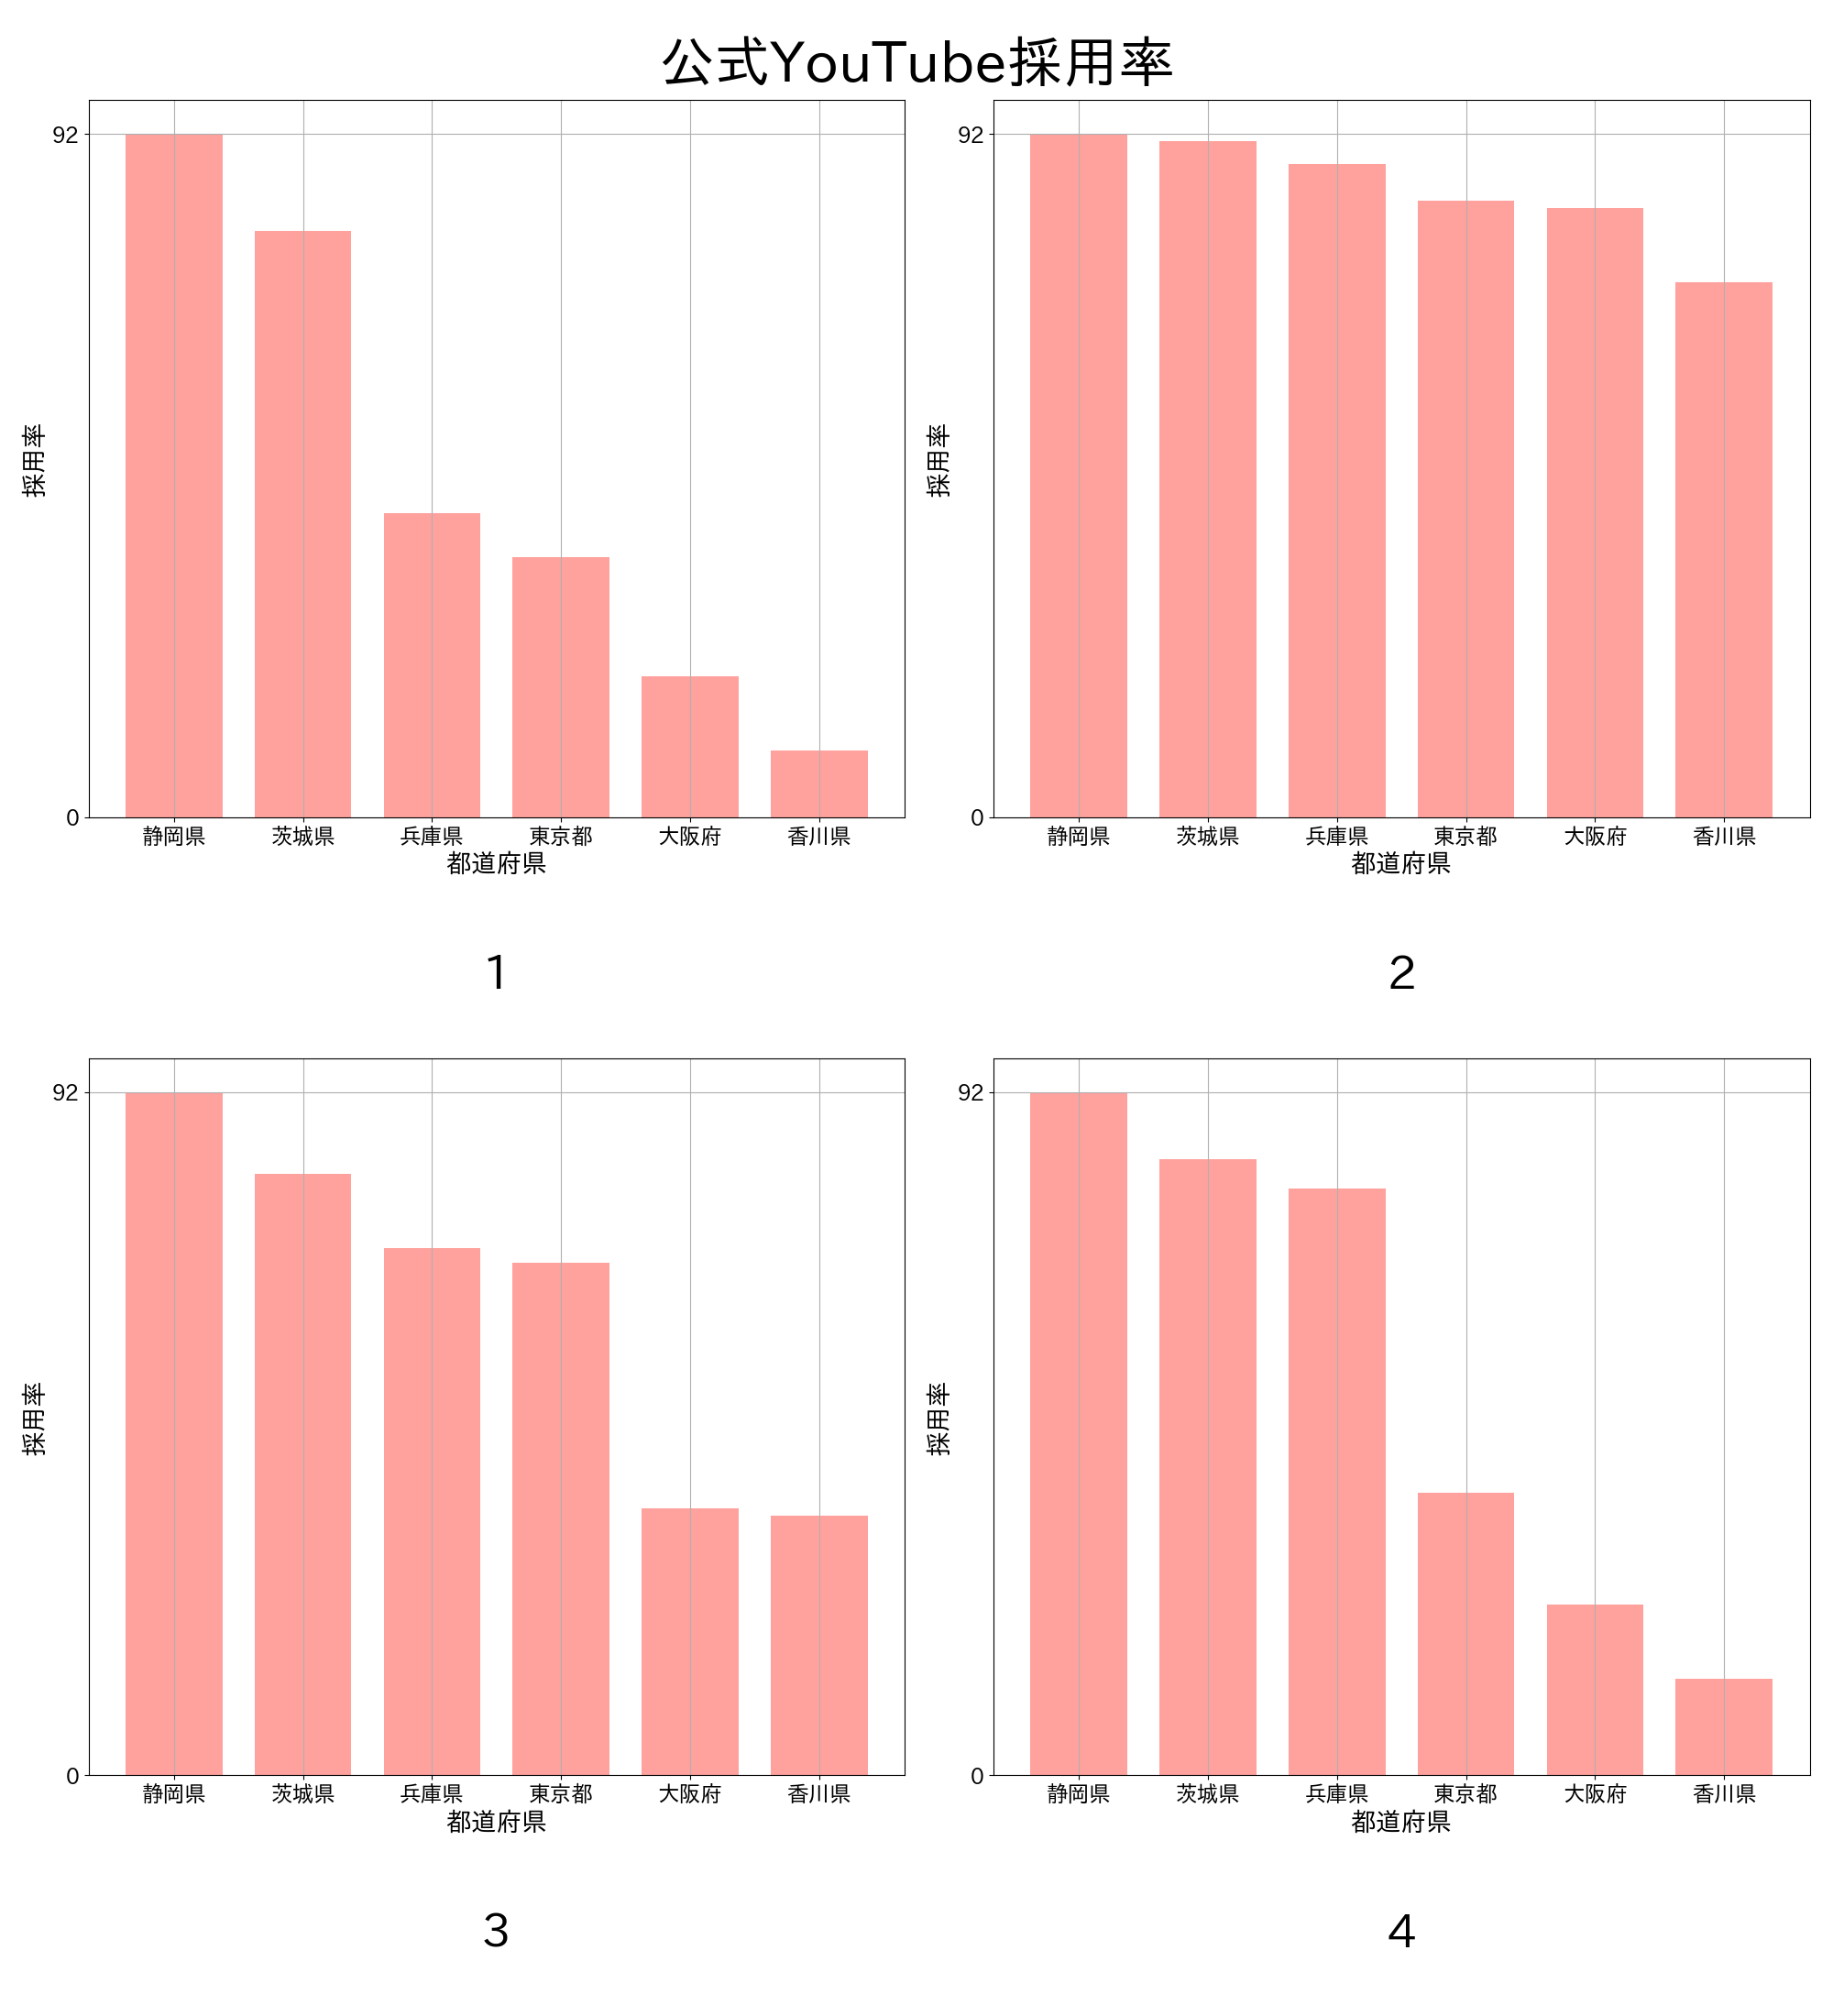 公式YouTube採用率
92
0
採用率
静岡県 茨城県 兵庫県 東京都 大阪府 香川県
都道府県
1
92
0
採用率
静岡県 茨城県 兵庫県 東京都 大阪府 香川県
都道府県
2
92
0
採用率
静岡県 茨城県 兵庫県 東京都 大阪府 香川県
都道府県
3
92
0
採用率
静岡県 茨城県 兵庫県 東京都 大阪府 香川県
都道府県
4